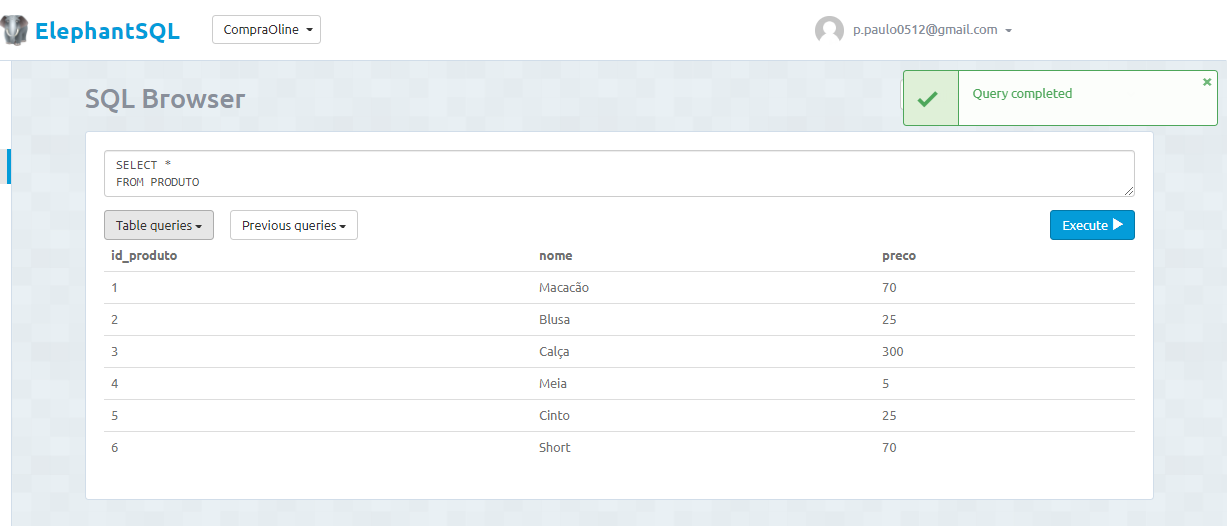 ElephantSQL
CompraOline
p.paulo0512@gmail.com
SQL Browser
Query completed
×
SELECT *
FROM PRODUTO
Table queries
Previous queries
Execute
id_produto nome preco
1 Macacão 70
2 Blusa 25
3 Calça 300
4 Meia 5
5 Cinto 25
6 Short 70